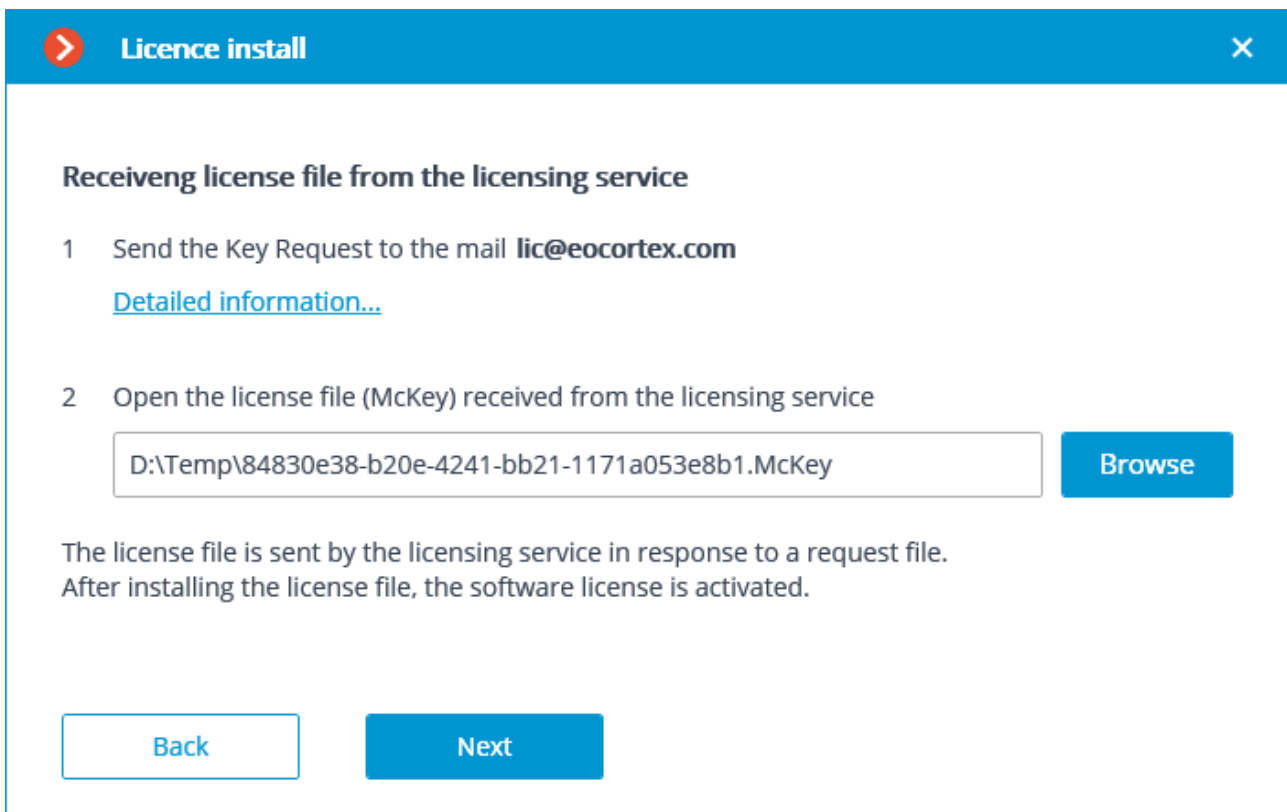 Licence install
Receiveng license file from the licensing service
1 Send the Key Request to the mail lic@eocortex.com
Detailed information...
2 Open the license file (McKey) received from the licensing service
D:\Temp\84830e38-b20e-4241-bb21-1171a053e8b1.McKey Browse
The license file is sent by the licensing service in response to a request file.
After installing the license file, the software license is activated.
Back Next